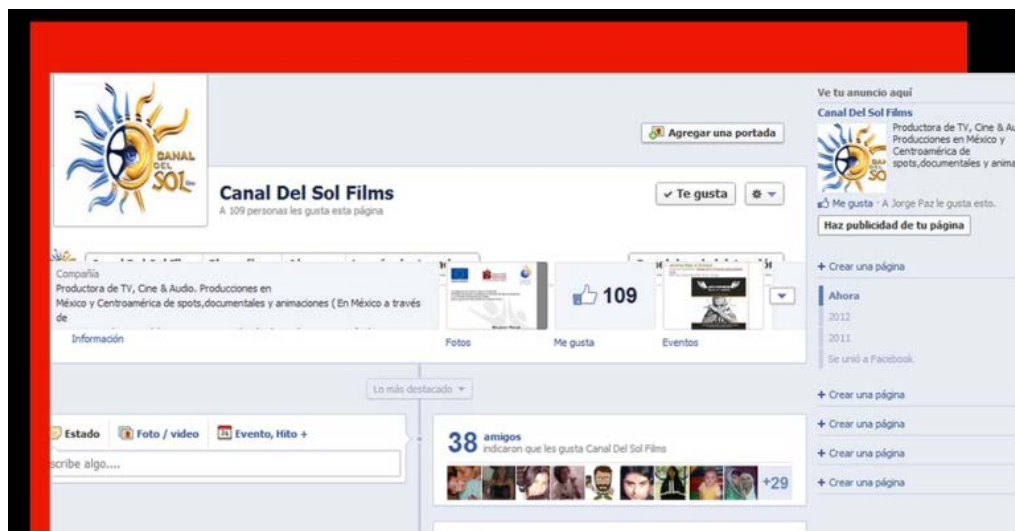 CANAL
DEL
SOL
Agregar una portada
Canal Del Sol Films
A 109 personas les gusta esta página
Te gusta
Compañía
Productora de TV, Cine & Audio. Producciones en
México y Centroamérica de spots,documentales y animaciones ( En México a través
de
Información
Fotos
109
Me gusta
Eventos
Lo más destacado
Estado
Foto / video
Evento, Hito +
scribe algo....
38 amigos
indicaron que les gusta Canal Del Sol Films
+29
Ve tu anuncio aquí
Canal Del Sol Films
Productora de TV, Cine & Au
Producciones en México y
Centroamérica de
spots,documentales y anima
Me gusta · A Jorge Paz le gusta esto.
Haz publicidad de tu página
+ Crear una página
Ahora
2012
2011
Se unió a Facebook
+ Crear una página
+ Crear una página
+ Crear una página
+ Crear una página